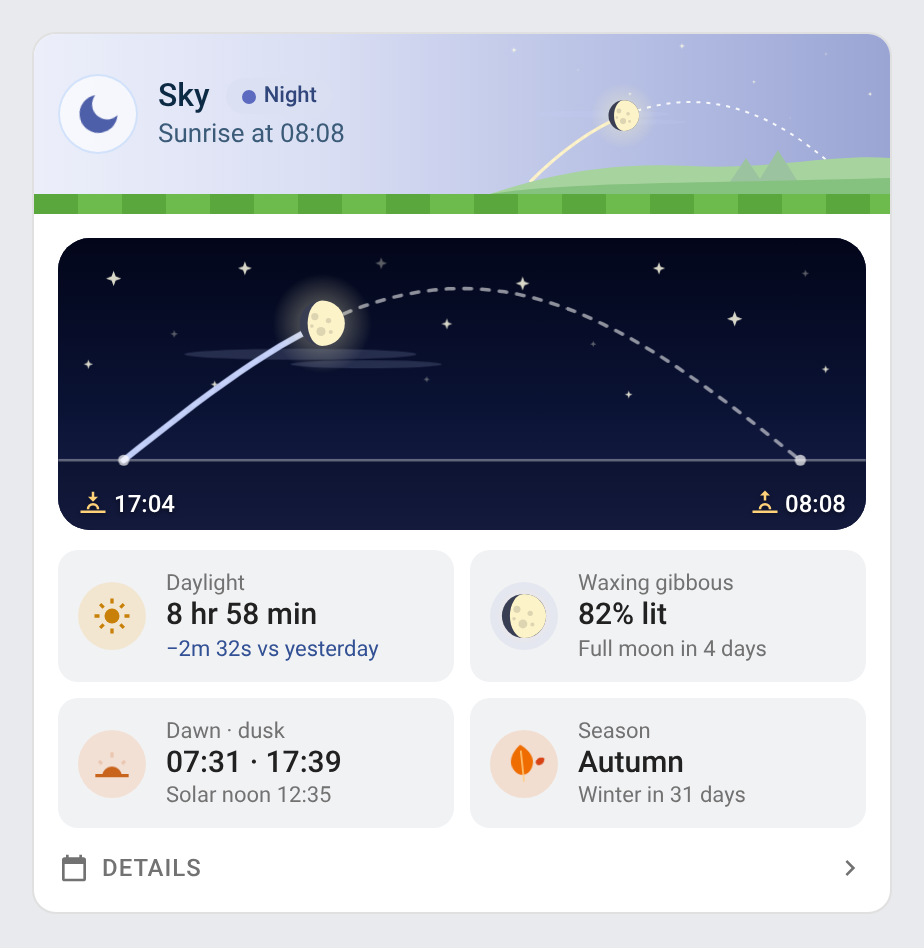 Sky
Night
Sunrise at 08:08
17:04
08:08
Daylight
8 hr 58 min
−2m 32s vs yesterday
Waxing gibbous
82% lit
Full moon in 4 days
Dawn · dusk
07:31 · 17:39
Solar noon 12:35
Season
Autumn
Winter in 31 days
DETAILS